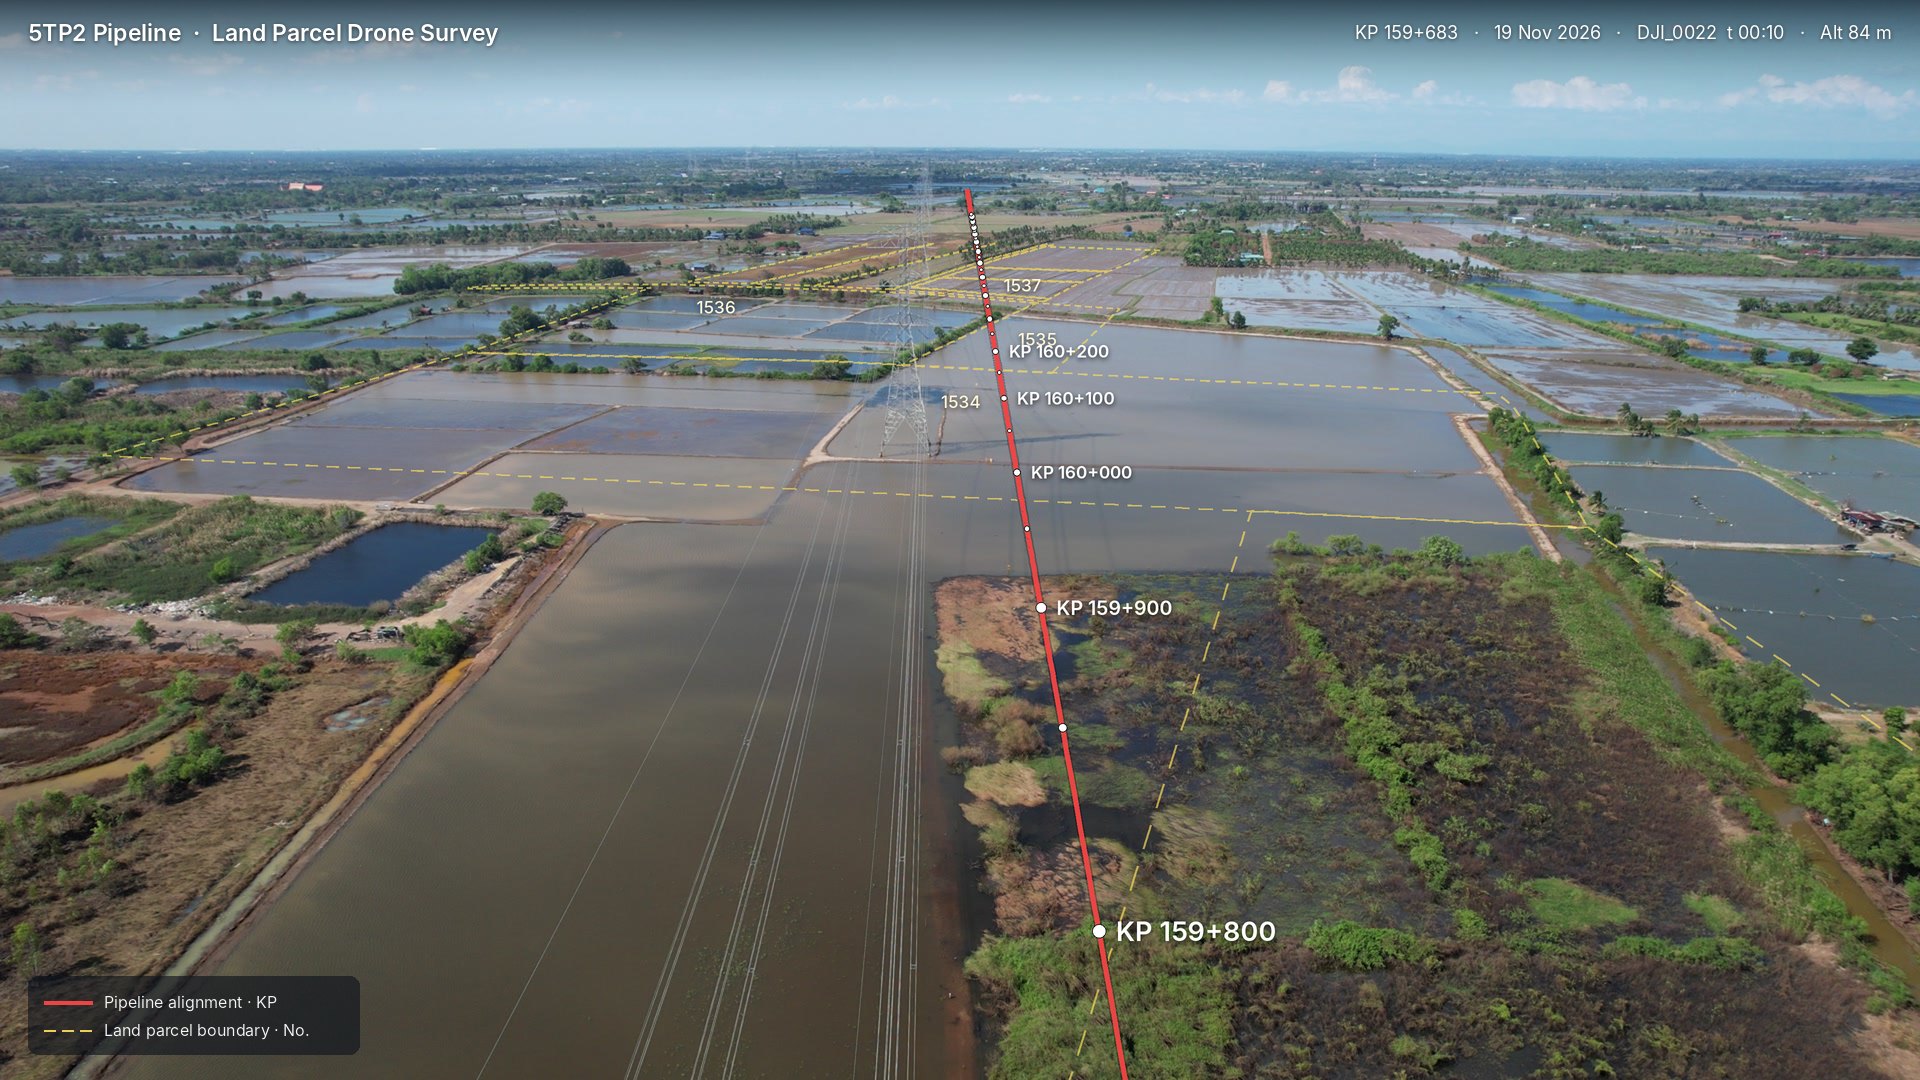 5TP2 Pipeline · Land Parcel Drone Survey
KP 159+683 · 19 Nov 2026 · DJI_0022 t 00:10 · Alt 84 m
1537
1536
1535
KP 160+200
KP 160+100
1534
KP 160+000
KP 159+900
KP 159+800
Pipeline alignment · KP
Land parcel boundary · No.